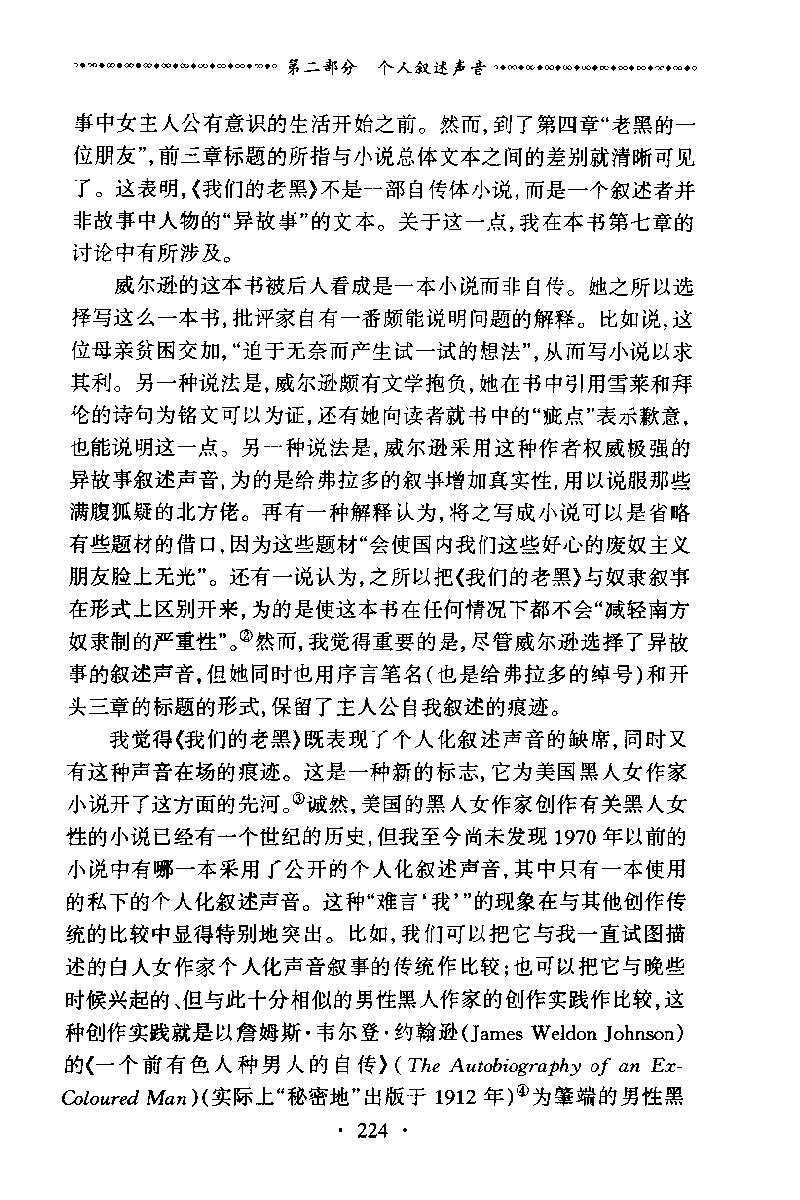 第二部分 个人叙述声音
事中女主人公有意识的生活开始之前。然而,到了第四章“老黑的一
位朋友”,前三章标题的所指与小说总体文本之间的差别就清晰可见
了。这表明,《我们的老黑》不是一部自传体小说,而是一个叙述者并
非故事中人物的“异故事”的文本。关于这一点,我在本书第七章的
讨论中有所涉及。
威尔逊的这本书被后人看成是一本小说而非自传。她之所以选
择写这么一本书,批评家自有一番颇能说明问题的解释。比如说,这
位母亲贫困交加,“迫于无奈而产生试一试的想法”,从而写小说以求
其利。另一种说法是,威尔逊颇有文学抱负,她在书中引用雪莱和拜
伦的诗句为铭文可以为证,还有她向读者就书中的“疵点”表示歉意,
也能说明这一点。另一种说法是,威尔逊采用这种作者权威极强的
异故事叙述声音,为的是给弗拉多的叙事增加真实性,用以说服那些
满腹狐疑的北方佬。再有一种解释认为,将之写成小说可以是省略
有些题材的借口,因为这些题材“会使国内我们这些好心的废奴主义
朋友脸上无光”。还有一说认为,之所以把《我们的老黑》与奴隶叙事
在形式上区别开来,为的是使这本书在任何情况下都不会“减轻南方
奴隶制的严重性”。②然而,我觉得重要的是,尽管威尔逊选择了异故
事的叙述声音,但她同时也用序言笔名(也是给弗拉多的绰号)和开
头三章的标题的形式,保留了主人公自我叙述的痕迹。
我觉得《我们的老黑》既表现了个人化叙述声音的缺席,同时又
有这种声音在场的痕迹。这是一种新的标志,它为美国黑人女作家
小说开了这方面的先河。③诚然,美国的黑人女作家创作有关黑人女
性的小说已经有一个世纪的历史,但我至今尚未发现 1970 年以前的
小说中有哪一本采用了公开的个人化叙述声音,其中只有一本使用
的私下的个人化叙述声音。这种“难言‘我’”的现象在与其他创作传
统的比较中显得特别地突出。比如,我们可以把它与我一直试图描
述的白人女作家个人化声音叙事的传统作比较;也可以把它与晚些
时候兴起的、但与此十分相似的男性黑人作家的创作实践作比较,这
种创作实践就是以詹姆斯·韦尔登·约翰逊(James Weldon Johnson)
的《一个前有色人种男人的自传》(The Autobiography of an Ex-
Coloured Man)(实际上“秘密地”出版于 1912 年)④为肇端的男性黑
· 224 ·